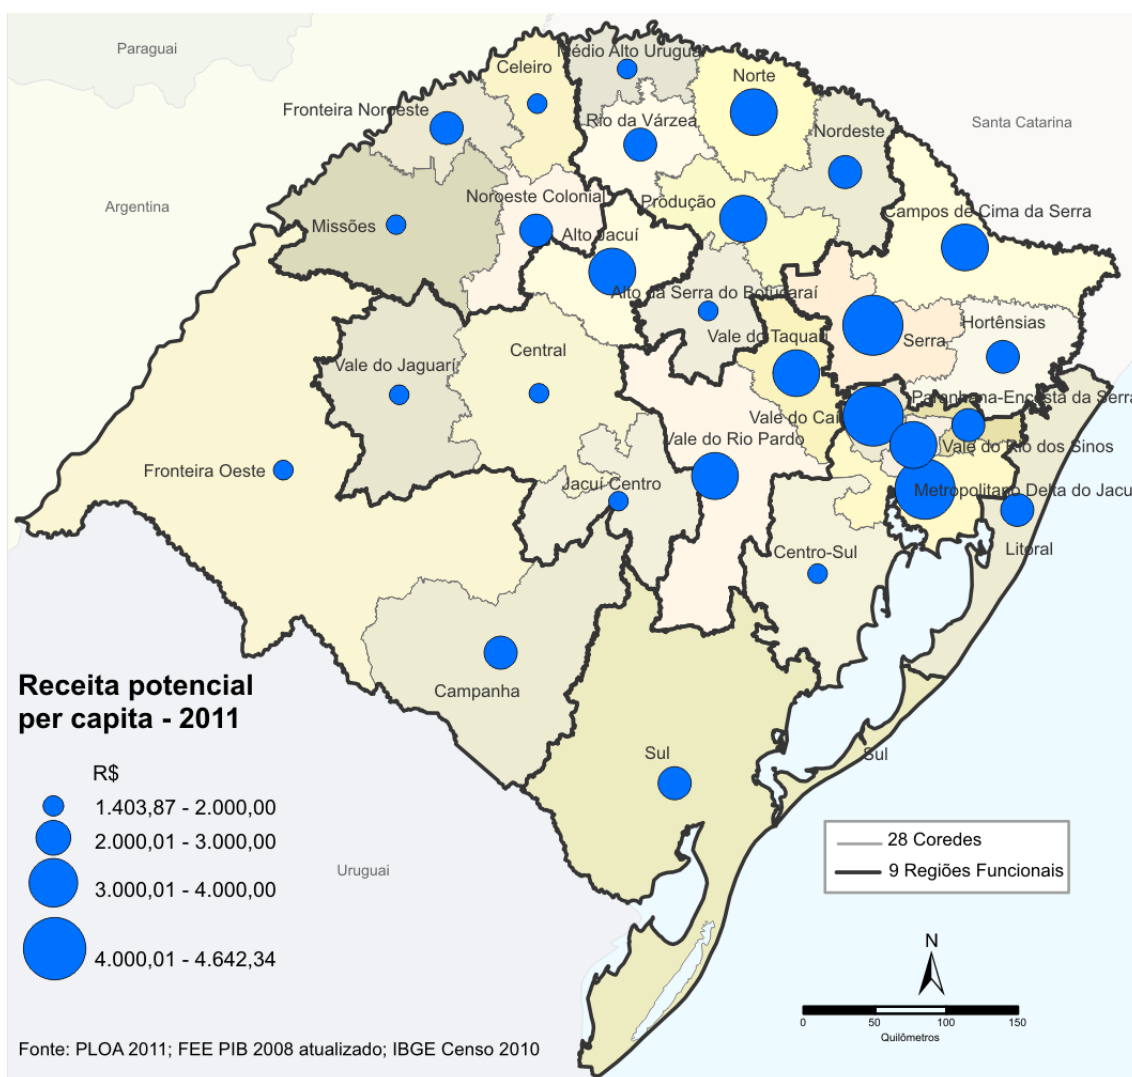 Paraguai
Médio Alto Urugua
Celeiro
Norte
Fronteira Noroeste
Rio da Várzea
Santa Catarina
Nordeste
Argentina
Noroeste Colonial
Produção
Missões
Campos de Cima da Serra
Alto Jacuí
Alto da Serra do Botucaraí
Hortênsias
Vale do Taquari
Serra
Central
Vale do Jaguarí
Paranhana-Encosta da Serra
Vale do Caí
Vale do Rio Pardo
Vale do Rio dos Sinos
Fronteira Oeste
Jacuí Centro
Metropolitano Delta do Jacu
Centro-Sul
Litoral
Campanha
Sul
Sul
Receita potencial
per capita - 2011
R$
1.403,87 - 2.000,00
2.000,01 - 3.000,00
3.000,01 - 4.000,00
4.000,01 - 4.642,34
Uruguai
28 Coredes
9 Regiões Funcionais
N
0 50 100 150
Quilômetros
Fonte: PLOA 2011; FEE PIB 2008 atualizado; IBGE Censo 2010